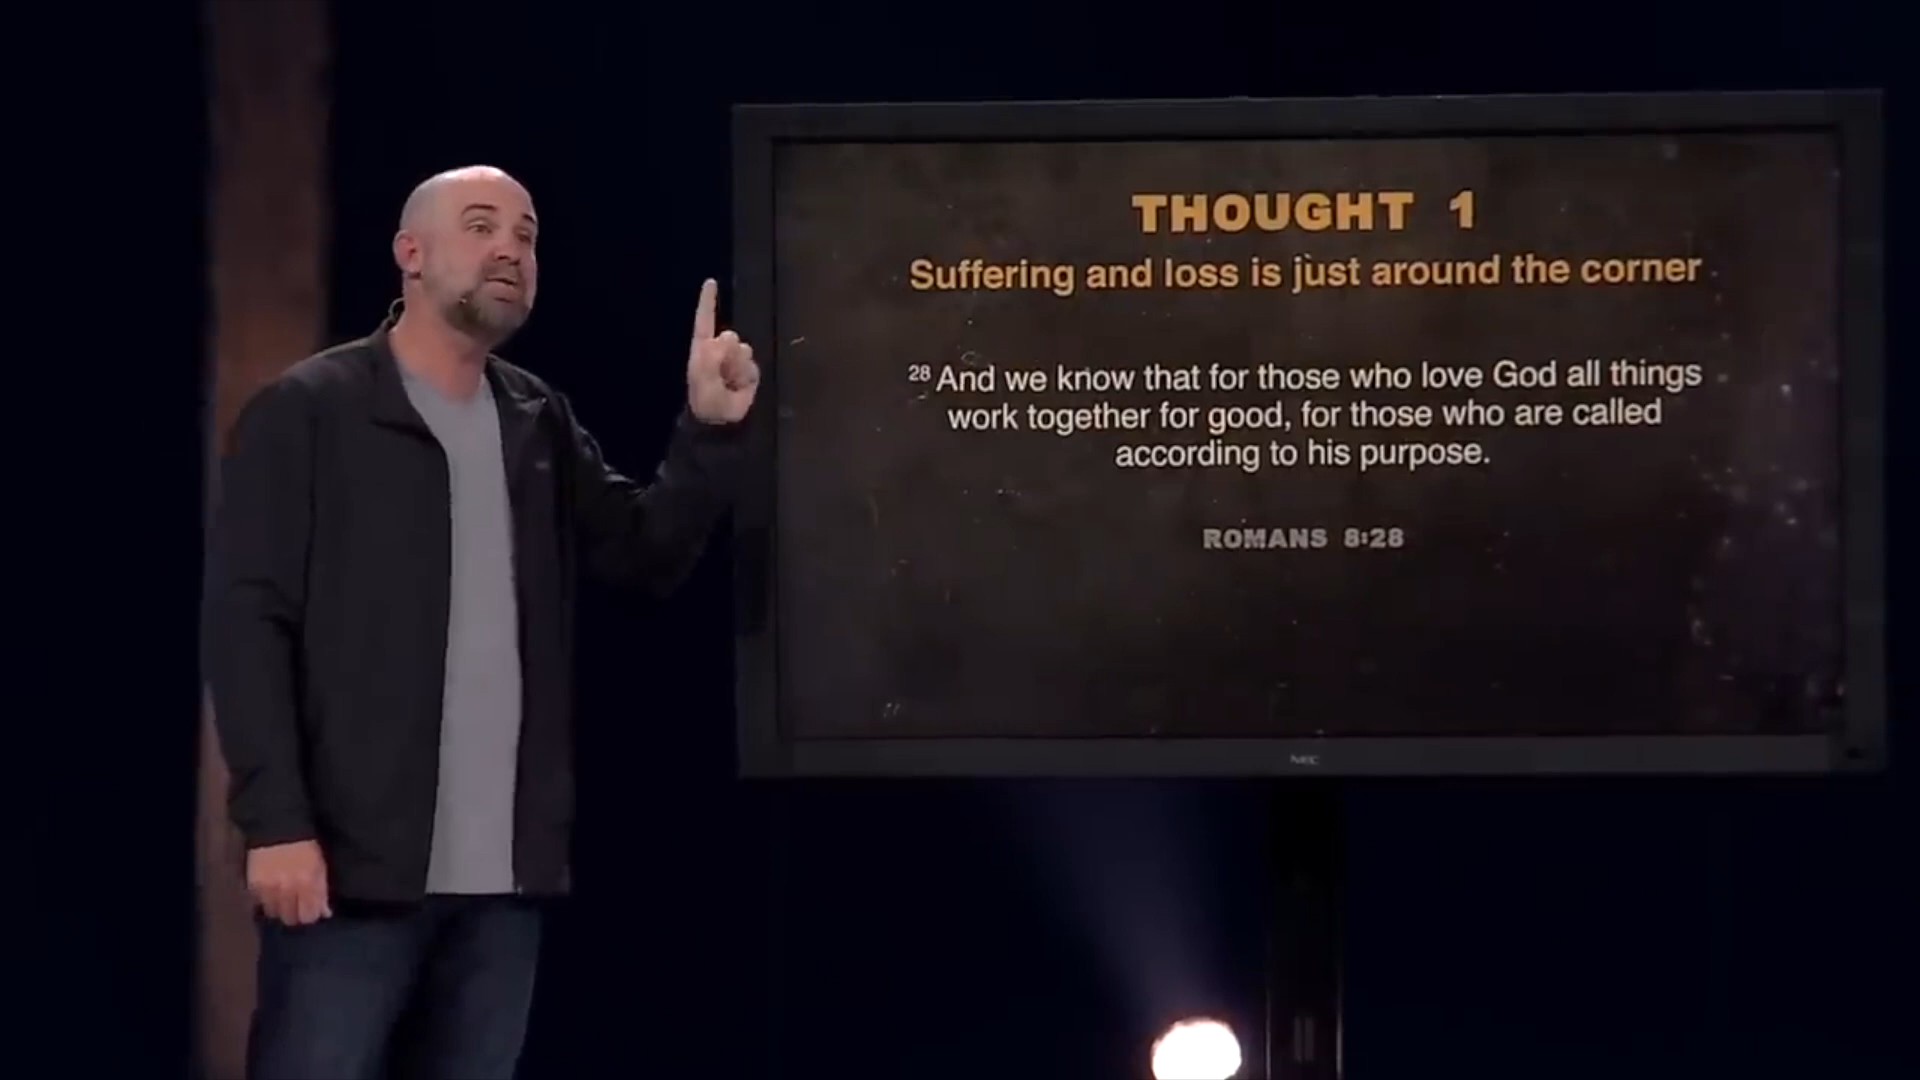 THOUGHT 1
Suffering and loss is just around the corner
28 And we know that for those who love God all things
work together for good, for those who are called
according to his purpose.
ROMANS 8:28
NEC